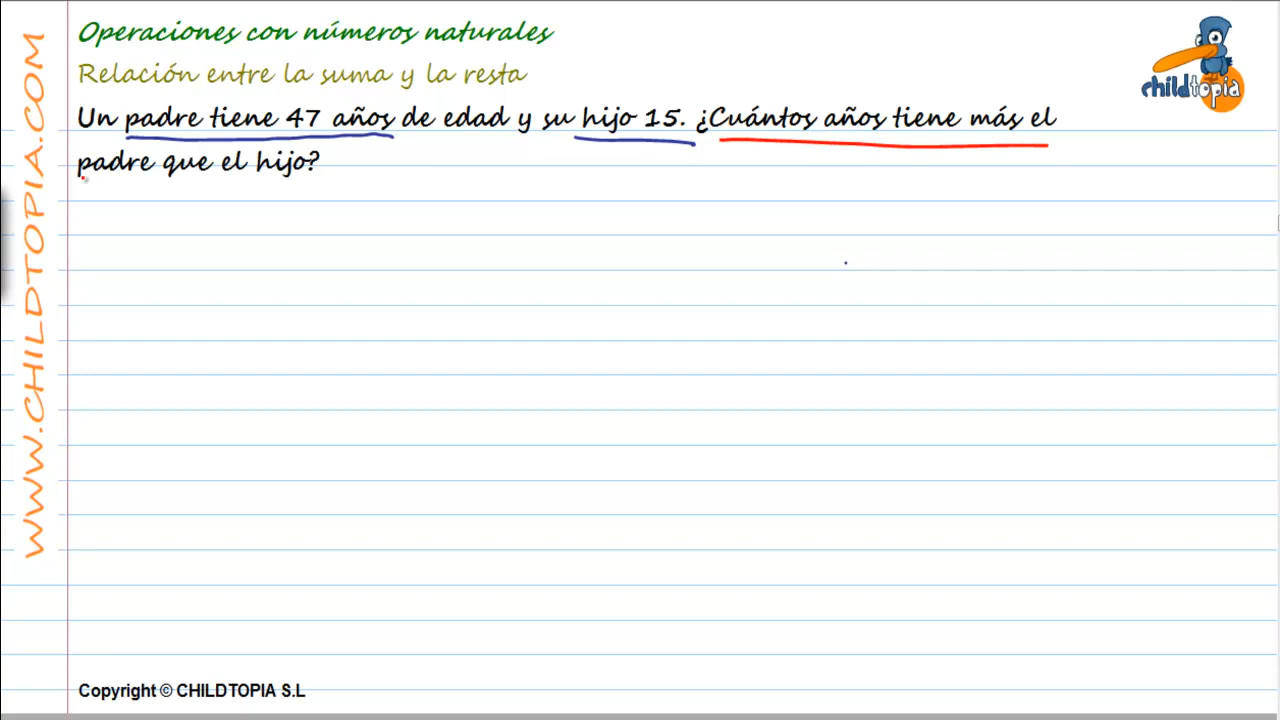 Operaciones con números naturales
Relación entre la suma y la resta
Un padre tiene 47 años de edad y su hijo 15. ¿Cuántos años tiene más el
padre que el hijo?
childtopia
WWW.CHILDTOPIA.COM
Copyright © CHILDTOPIA S.L